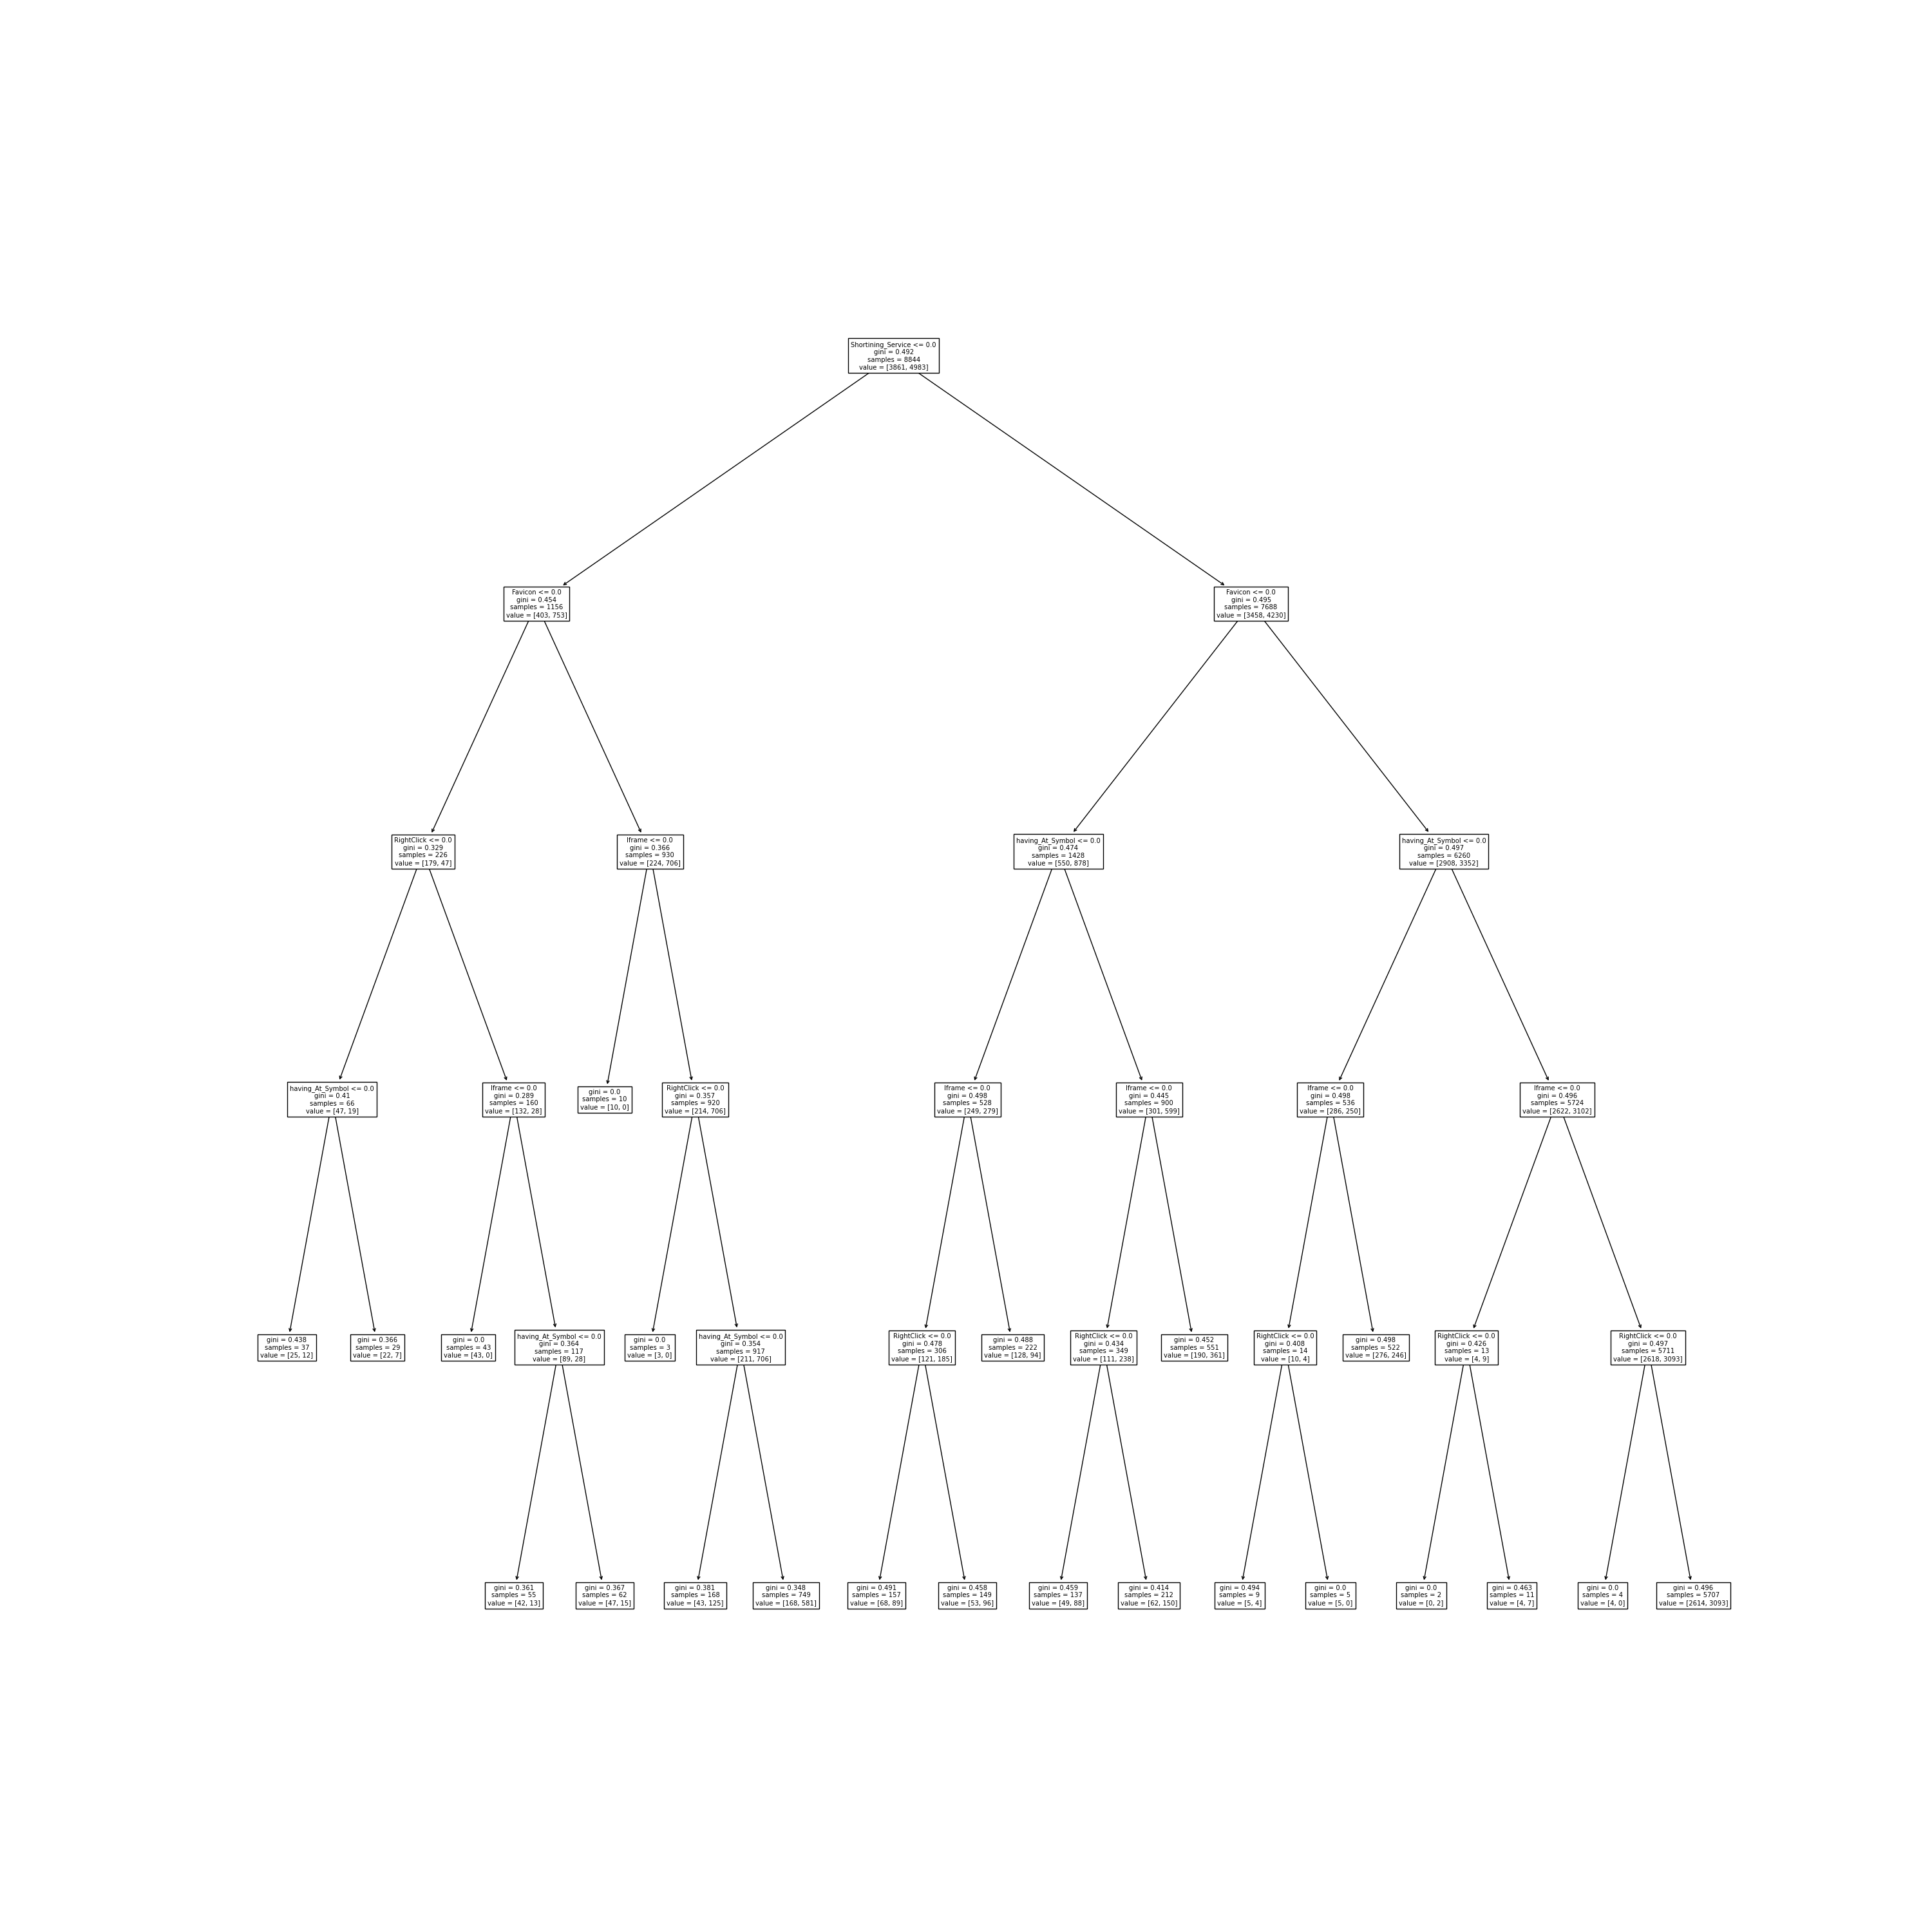 Shortining_Service <= 0.0
gini = 0.492
samples = 8844
value = [3861, 4983]
Favicon <= 0.0
gini = 0.454
samples = 1156
value = [403, 753]
Favicon <= 0.0
gini = 0.495
samples = 7688
value = [3458, 4230]
RightClick <= 0.0
gini = 0.329
samples = 226
value = [179, 47]
Iframe <= 0.0
gini = 0.366
samples = 930
value = [224, 706]
having_At_Symbol <= 0.0
gini = 0.474
samples = 1428
value = [550, 878]
having_At_Symbol <= 0.0
gini = 0.497
samples = 6260
value = [2908, 3352]
having_At_Symbol <= 0.0
gini = 0.41
samples = 66
value = [47, 19]
Iframe <= 0.0
gini = 0.289
samples = 160
value = [132, 28]
gini = 0.0
samples = 10
value = [10, 0]
RightClick <= 0.0
gini = 0.357
samples = 920
value = [214, 706]
Iframe <= 0.0
gini = 0.498
samples = 528
value = [249, 279]
Iframe <= 0.0
gini = 0.445
samples = 900
value = [301, 599]
Iframe <= 0.0
gini = 0.498
samples = 536
value = [286, 250]
Iframe <= 0.0
gini = 0.496
samples = 5724
value = [2622, 3102]
gini = 0.438
samples = 37
value = [25, 12]
gini = 0.366
samples = 29
value = [22, 7]
gini = 0.0
samples = 43
value = [43, 0]
having_At_Symbol <= 0.0
gini = 0.364
samples = 117
value = [89, 28]
gini = 0.0
samples = 3
value = [3, 0]
having_At_Symbol <= 0.0
gini = 0.354
samples = 917
value = [211, 706]
RightClick <= 0.0
gini = 0.478
samples = 306
value = [121, 185]
gini = 0.488
samples = 222
value = [128, 94]
RightClick <= 0.0
gini = 0.434
samples = 349
value = [111, 238]
gini = 0.452
samples = 551
value = [190, 361]
RightClick <= 0.0
gini = 0.408
samples = 14
value = [10, 4]
gini = 0.498
samples = 522
value = [276, 246]
RightClick <= 0.0
gini = 0.426
samples = 13
value = [4, 9]
RightClick <= 0.0
gini = 0.497
samples = 5711
value = [2618, 3093]
gini = 0.361
samples = 55
value = [42, 13]
gini = 0.367
samples = 62
value = [47, 15]
gini = 0.381
samples = 168
value = [43, 125]
gini = 0.348
samples = 749
value = [168, 581]
gini = 0.491
samples = 157
value = [68, 89]
gini = 0.458
samples = 149
value = [53, 96]
gini = 0.459
samples = 137
value = [49, 88]
gini = 0.414
samples = 212
value = [62, 150]
gini = 0.494
samples = 9
value = [5, 4]
gini = 0.0
samples = 5
value = [5, 0]
gini = 0.0
samples = 2
value = [0, 2]
gini = 0.463
samples = 11
value = [4, 7]
gini = 0.0
samples = 4
value = [4, 0]
gini = 0.496
samples = 5707
value = [2614, 3093]